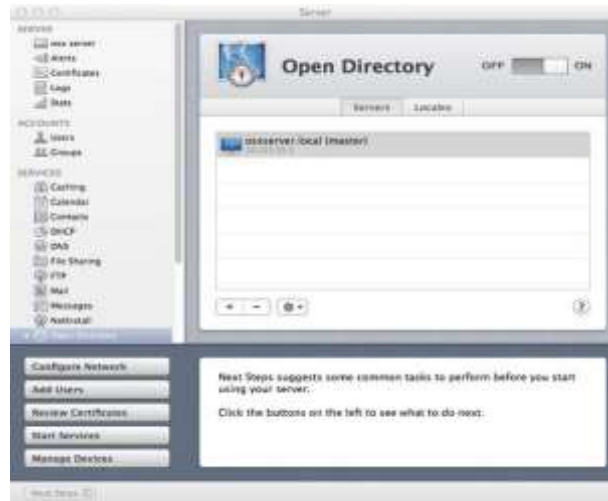 Server
SERVER
osx server
Alerts
Certificates
Logs
Stats
ACCOUNTS
Users
Groups
SERVICES
Caching
Calendar
Contacts
DHCP
DNS
File Sharing
FTP
Mail
Messages
NetInstall
Open Directory
Open Directory
OFF
ON
Servers
Locales
osxserver.local (master)
Configure Network
Add Users
Review Certificates
Start Services
Manage Devices
Next Steps suggests some common tasks to perform before you start
using your server.
Click the buttons on the left to see what to do next.
Next Steps